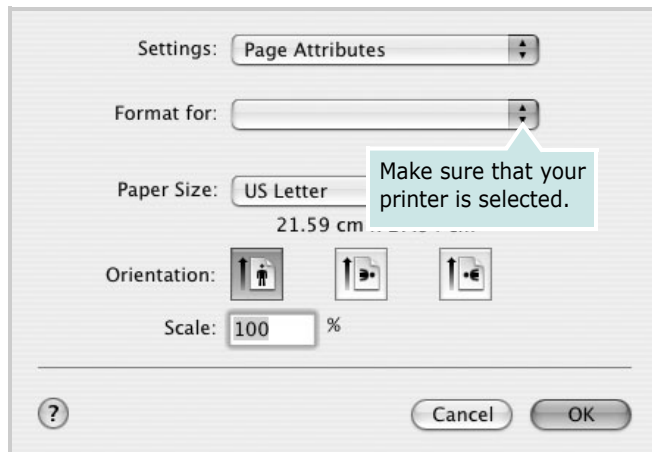 Settings: Page Attributes
Format for:
Make sure that your
printer is selected.
Paper Size: US Letter
21.59 cm
Orientation:
Scale: 100 %
? Cancel OK